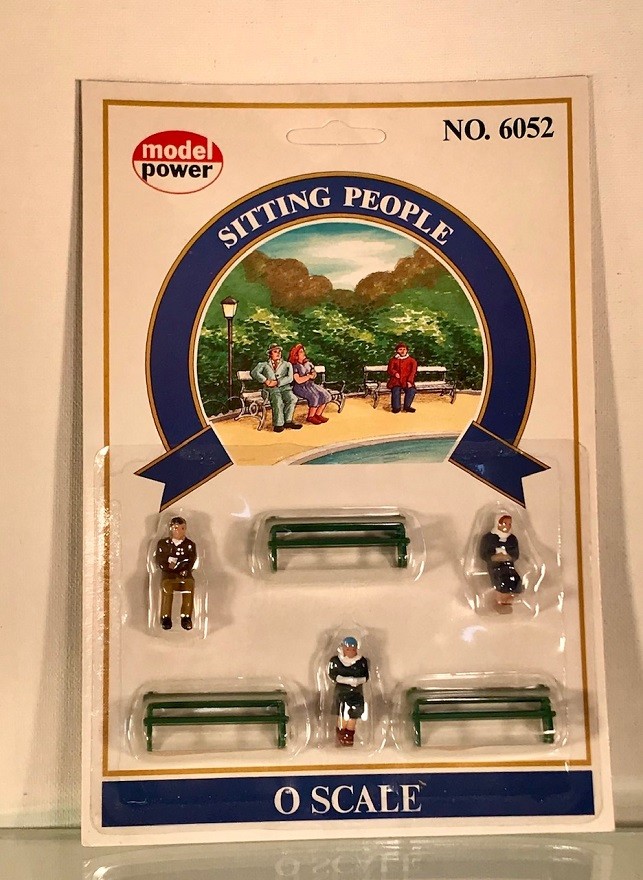 NO. 6052
model
power
SITTING PEOPLE
O SCALE